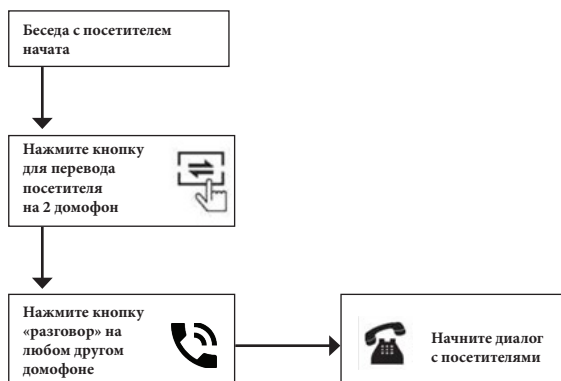 Беседа с посетителем
начата
Нажмите кнопку
для перевода
посетителя
на 2 домофон
Нажмите кнопку
«разговор» на
любом другом
домофоне
Начните диалог
с посетителями